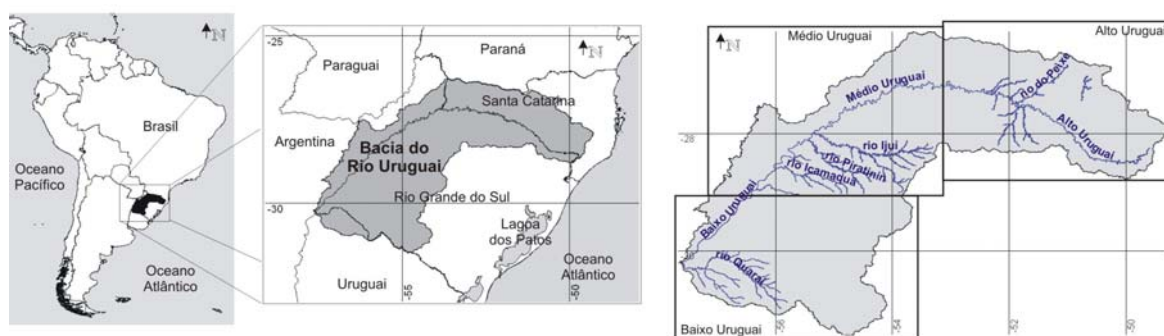 N
Brasil
Oceano
Pacífico
Oceano
Atlântico
-25
N
Paraguai
Paraná
Santa Catarina
Argentina
Bacia do
Rio Uruguai
-30
Rio Grande do Sul
Lagoa
dos Patos
Uruguai
Oceano
Atlântico
-55
-50
N
Médio Uruguai
Alto Uruguai
rio do Peixe
Médio Uruguai
Alto Uruguai
-28
rio Ijui
rio Piratinin
rio Icamaquã
Baixo Uruguai
rio Quaraí
Baixo Uruguai
-56
-54
-52
-50